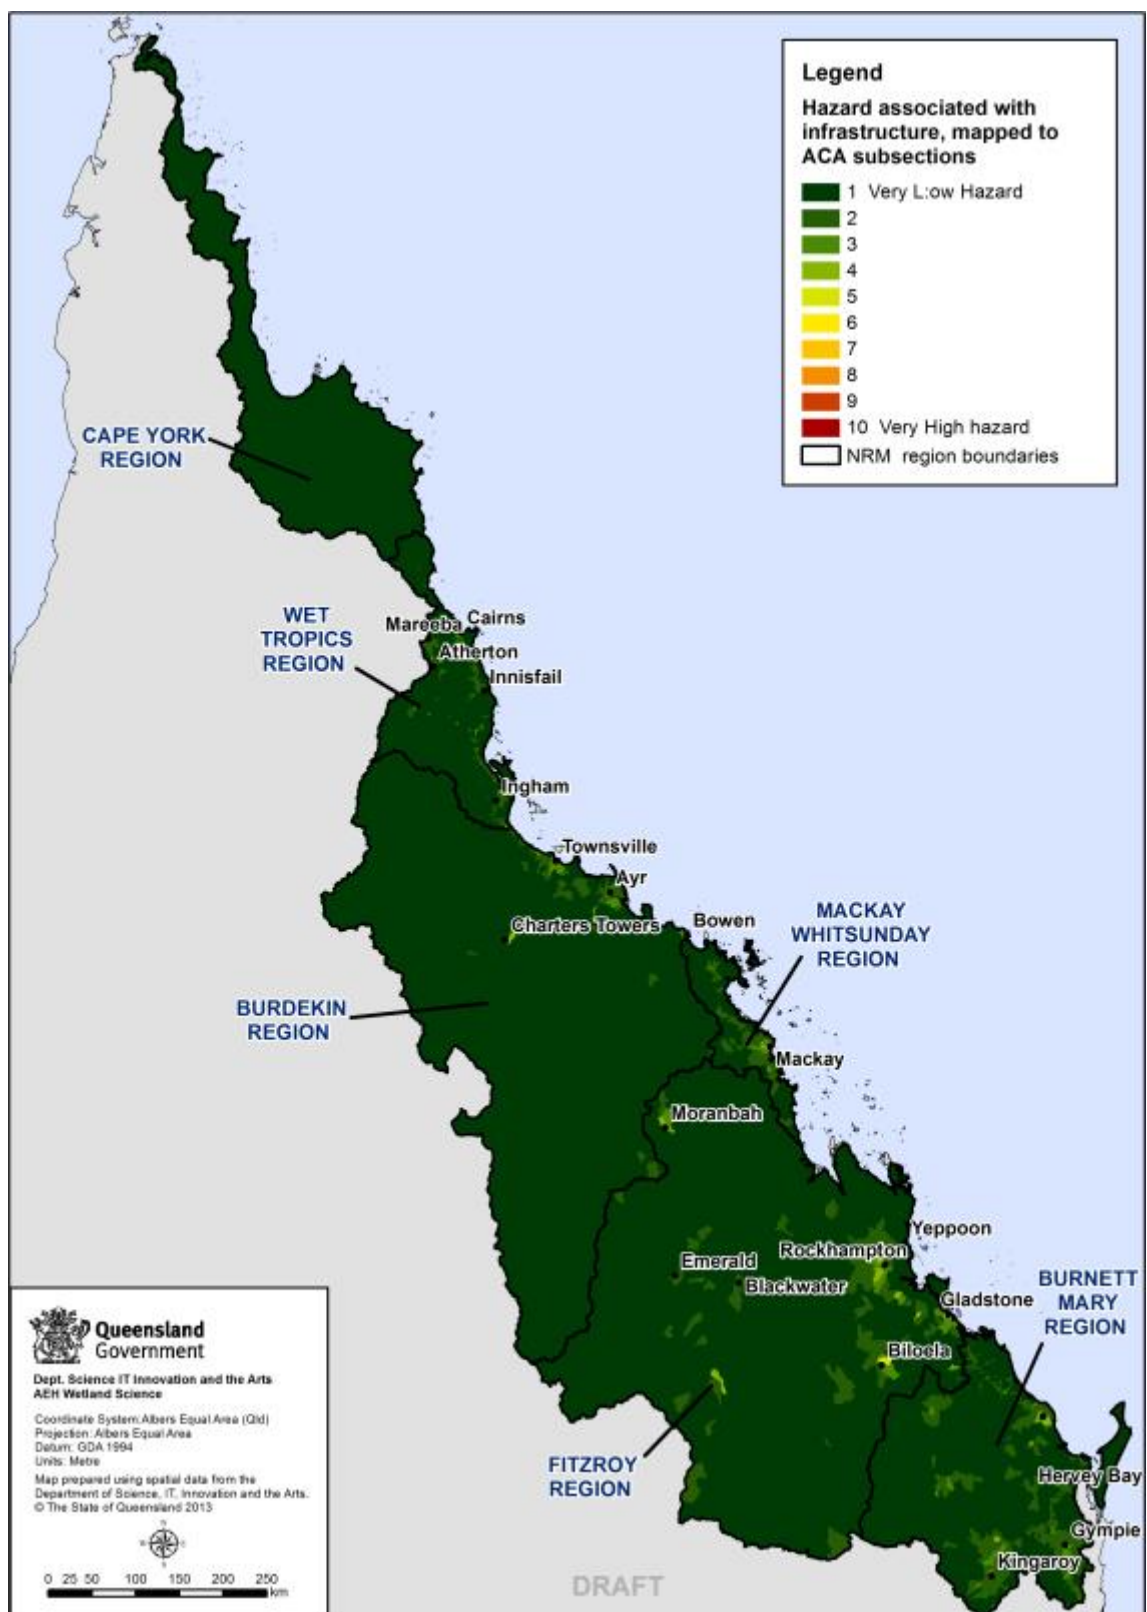 Legend
Hazard associated with
infrastructure, mapped to
ACA subsections
1 Very L:ow Hazard
2
3
4
5
6
7
8
9
10 Very High hazard
NRM region boundaries
CAPE YORK
REGION
WET
TROPICS
REGION
Mareeba
Cairns
Atherton
Innisfail
Ingham
Townsville
Ayr
Charters Towers
Bowen
MACKAY
WHITSUNDAY
REGION
BURDEKIN
REGION
Mackay
Moranbah
Yeppoon
Rockhampton
Emerald
Blackwater
Gladstone
BURNETT
MARY
REGION
Biloela
FITZROY
REGION
Hervey Bay
Gympie
Kingaroy
Queensland
Government
Dept. Science IT Innovation and the Arts
AEH Wetland Science
Coordinate System:Albers Equal Area (Qld)
Projection: Albers Equal Area
Datum: GDA 1994
Units: Metre
Map prepared using spatial data from the
Department of Science, IT, Innovation and the Arts.
© The State of Queensland 2013
N
S
0 25 50 100 150 200 250
km
DRAFT